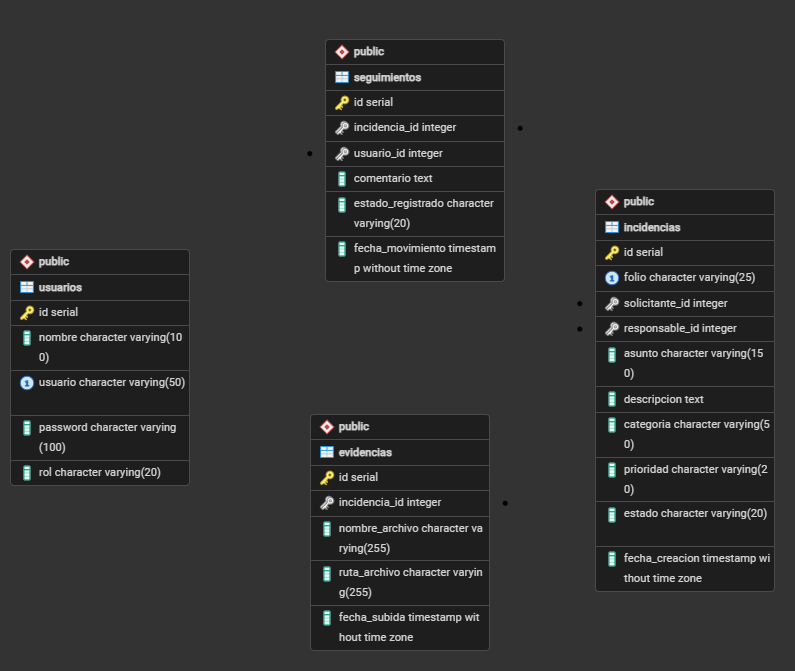 public
seguimientos
id serial
incidencia_id integer
usuario_id integer
comentario text
estado_registrado character
varying(20)
fecha_movimiento timestam
p without time zone
public
incidencias
id serial
folio character varying(25)
solicitante_id integer
responsable_id integer
asunto character varying(15
0)
descripcion text
categoria character varying(5
0)
prioridad character varying(2
0)
estado character varying(20)
fecha_creacion timestamp wi
thout time zone
public
usuarios
id serial
nombre character varying(10
0)
1 usuario character varying(50)
password character varying
(100)
rol character varying(20)
public
evidencias
id serial
incidencia_id integer
nombre_archivo character va
rying(255)
ruta_archivo character varyin
g(255)
fecha_subida timestamp wit
hout time zone